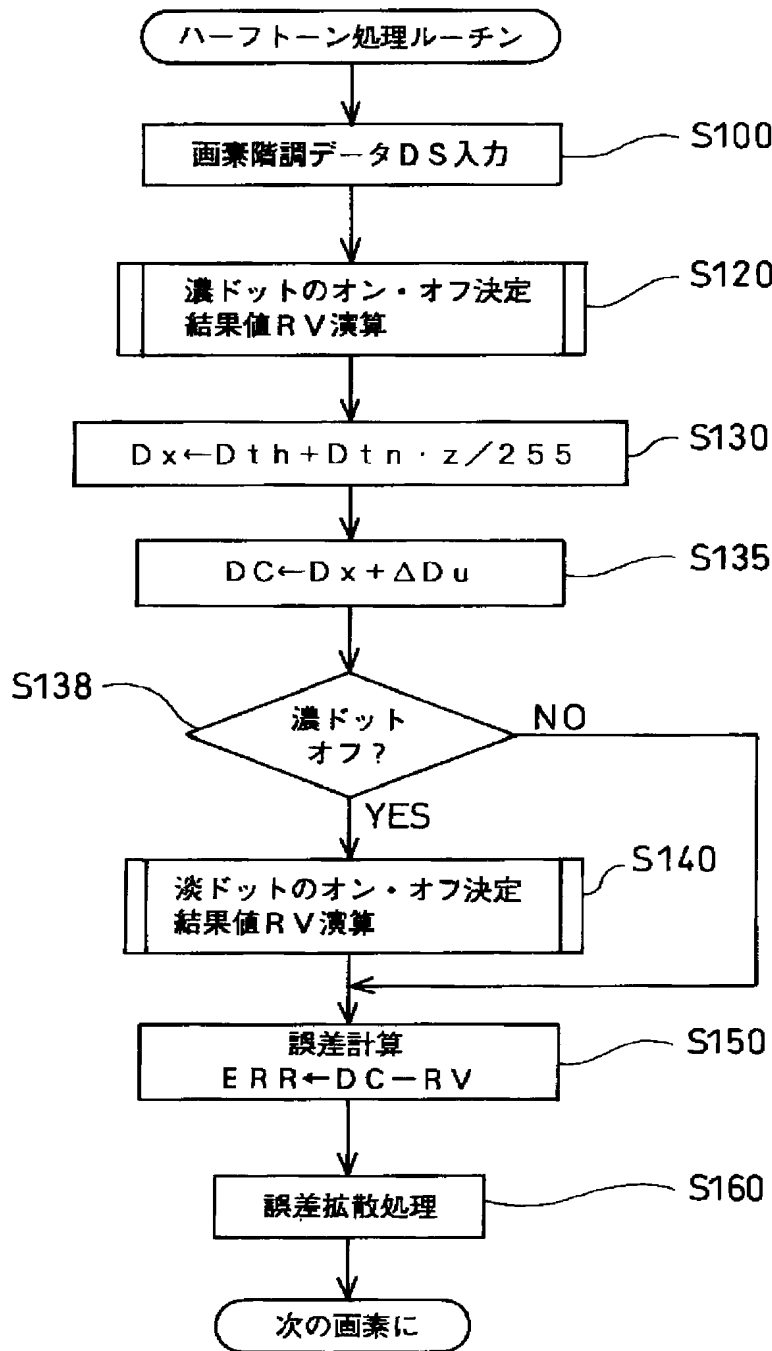 ハーフトーン処理ルーチン
S100
画素階調データDS入力
S120
濃ドットのオン・オフ決定
結果値RV演算
S130
Dx←Dth+Dtn・z/255
S135
DC←Dx+ΔDu
S138
濃ドット
オフ?
NO
YES
S140
淡ドットのオン・オフ決定
結果値RV演算
S150
誤差計算
ERR←DC-RV
S160
誤差拡散処理
次の画素に